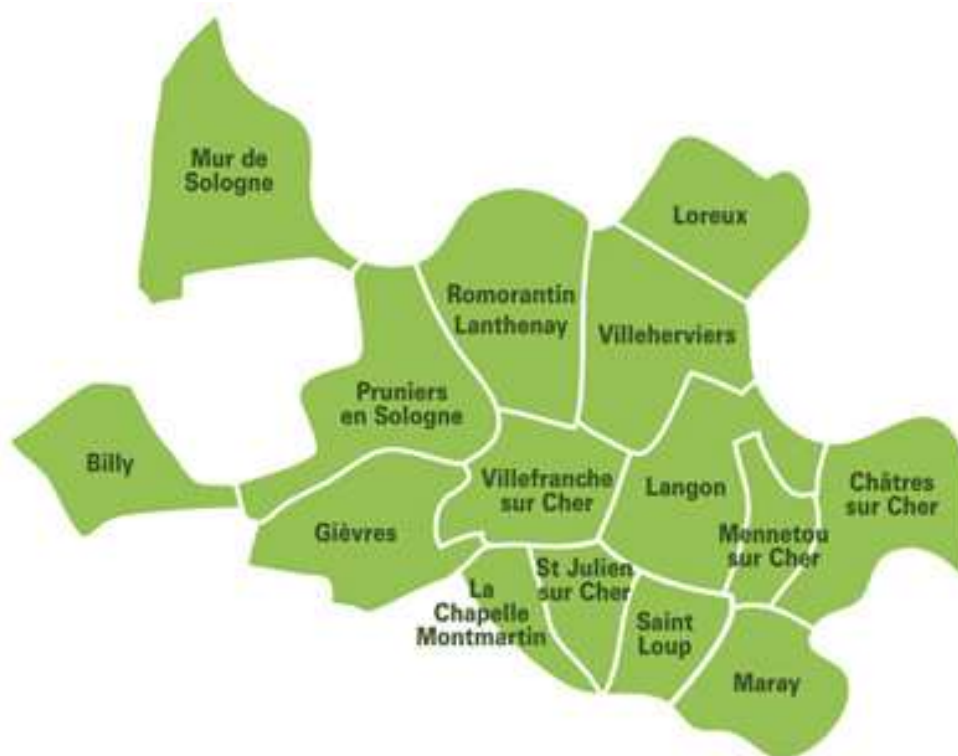 Mur de
Sologne
Loreux
Romorantin
Lanthenay
Villeherviers
Pruniers
en Sologne
Billy
Villefranche
sur Cher
Langon
Châtres
sur Cher
Gièvres
Mennetou
sur Cher
St Julien
sur Cher
La
Chapelle
Montmartin
Saint
Loup
Maray